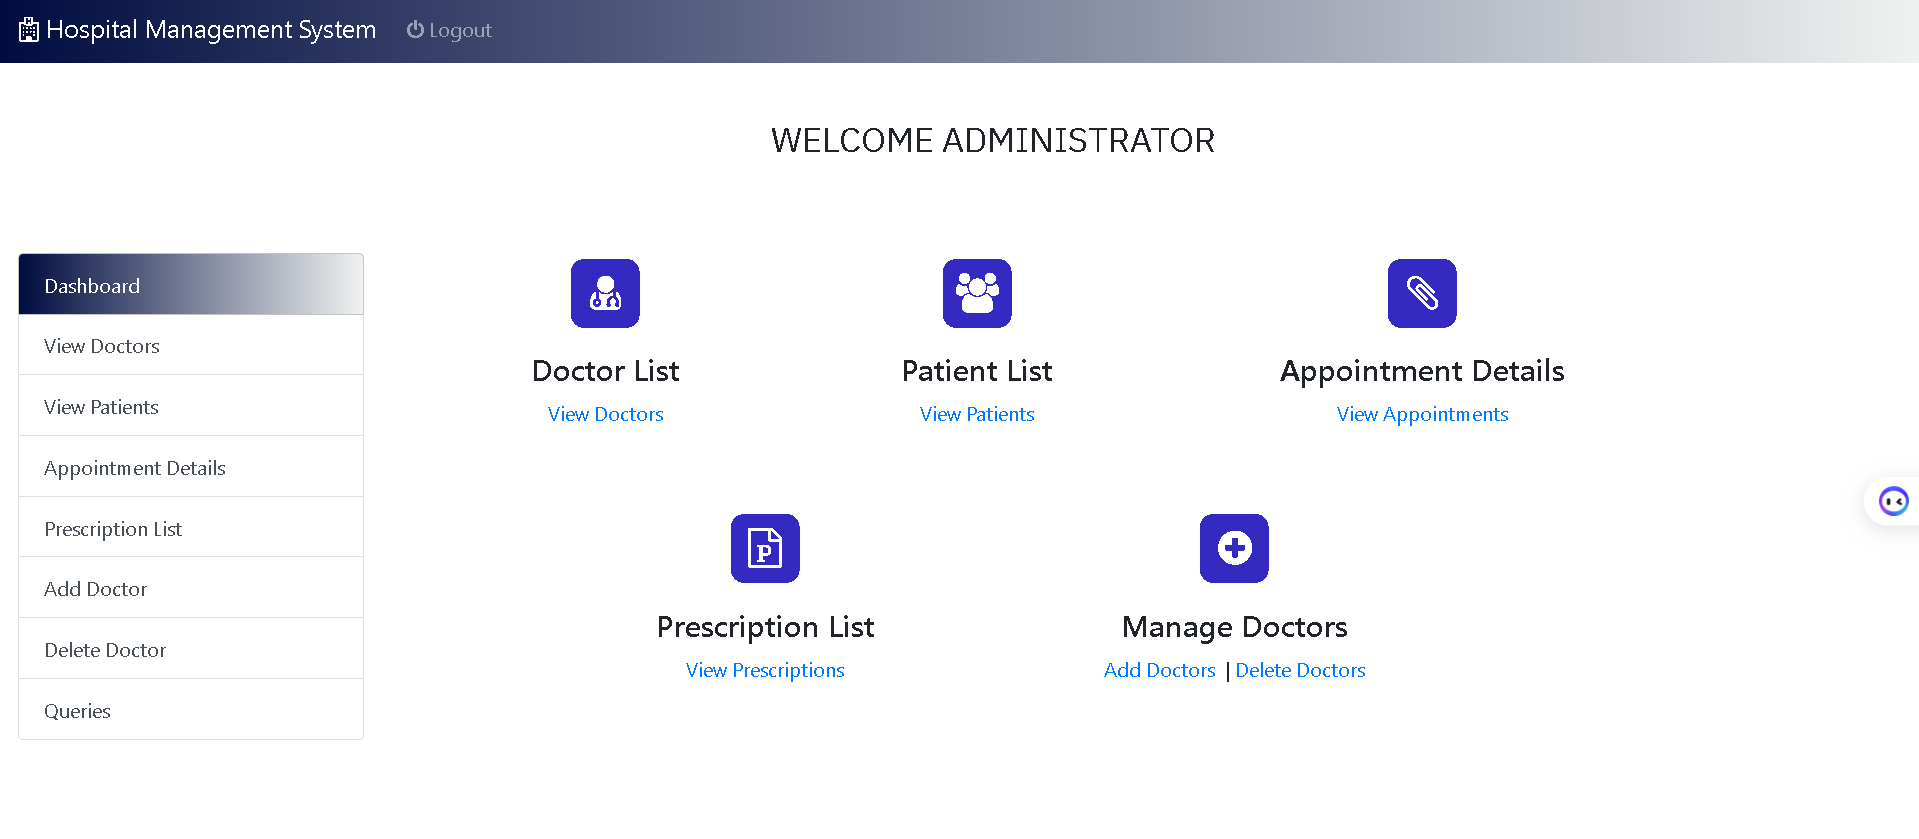 Hospital Management System Logout
WELCOME ADMINISTRATOR
Dashboard
View Doctors
View Patients
Appointment Details
Prescription List
Add Doctor
Delete Doctor
Queries
Doctor List
View Doctors
Patient List
View Patients
Appointment Details
View Appointments
P
Prescription List
View Prescriptions
Manage Doctors
Add Doctors | Delete Doctors